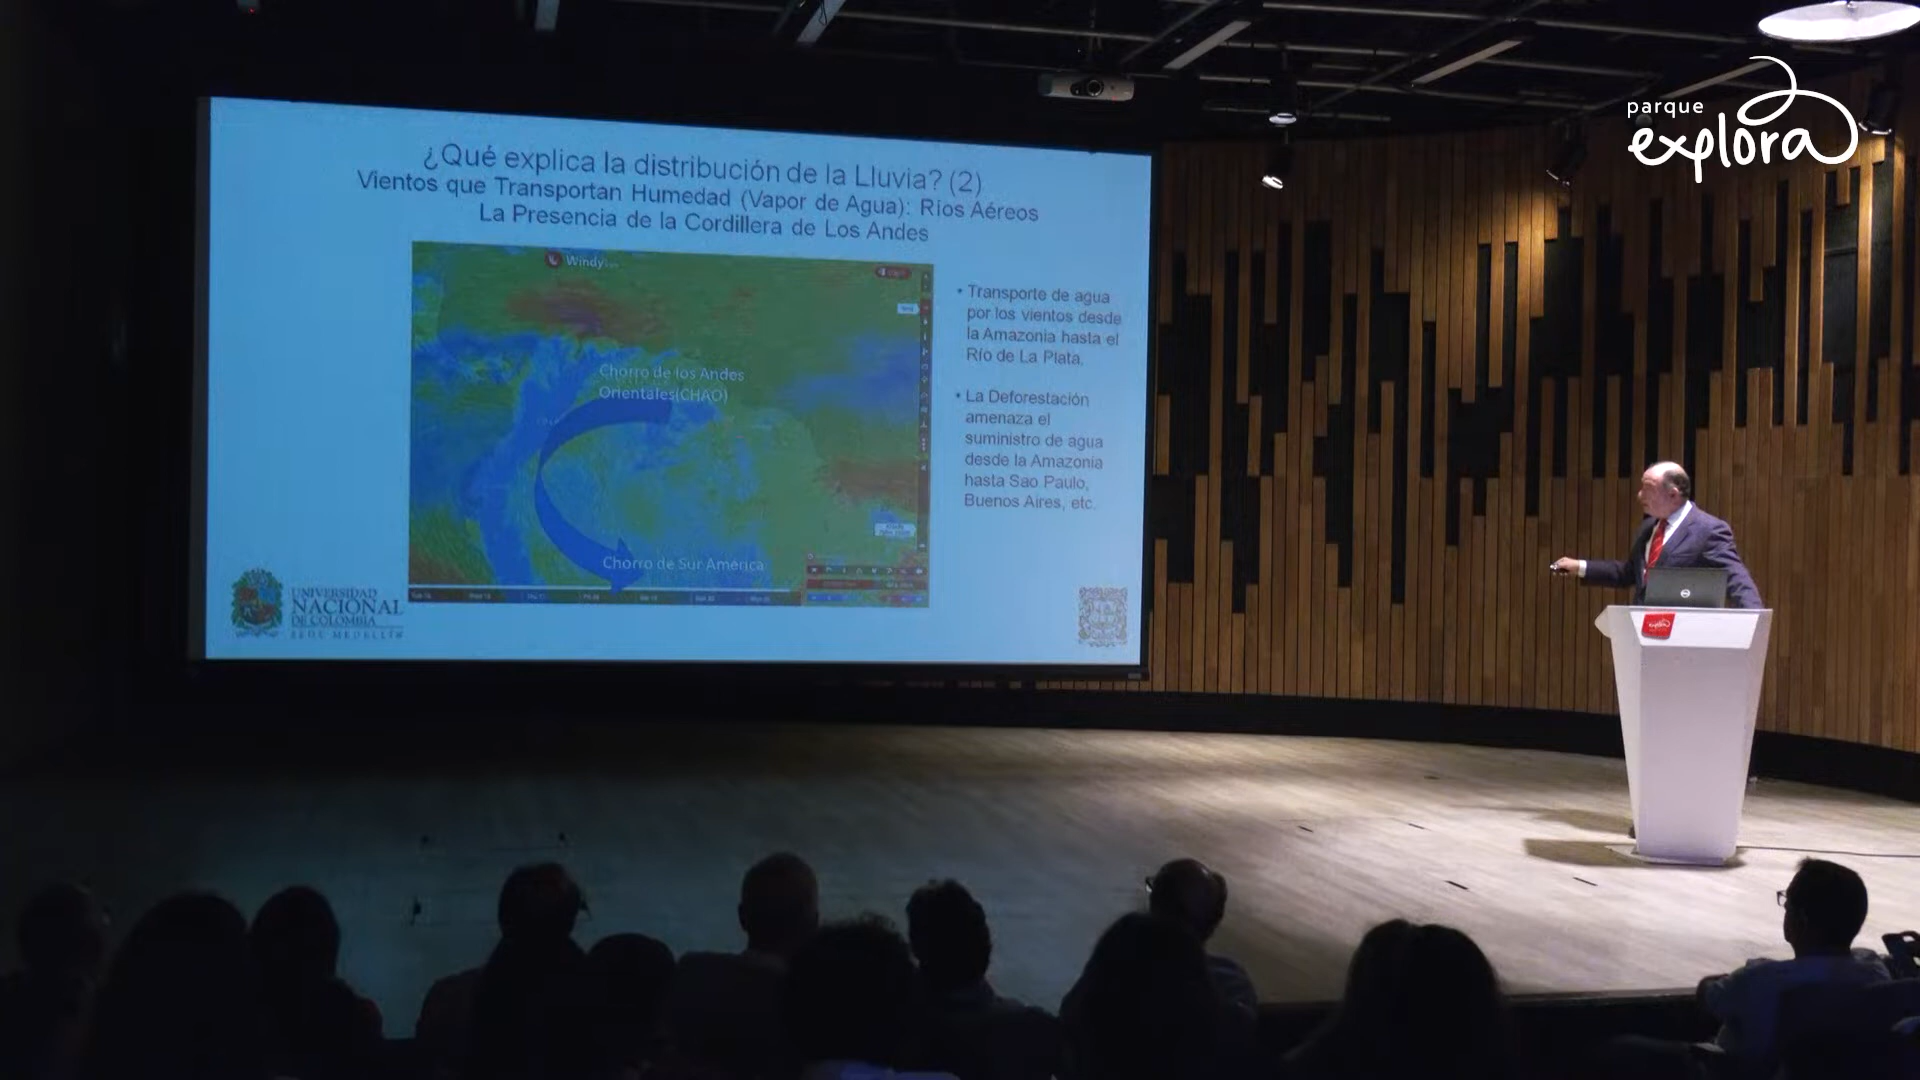 parque
explora
¿Qué explica la distribución de la Lluvia? (2)
Vientos que Transportan Humedad (Vapor de Agua): Ríos Aéreos
La Presencia de la Cordillera de Los Andes
Windy
Chorro de los Andes
Orientales(CHAO)
Chorro de Sur América
• Transporte de agua
por los vientos desde
la Amazonia hasta el
Río de La Plata.
• La Deforestación
amenaza el
suministro de agua
desde la Amazonia
hasta Sao Paulo,
Buenos Aires, etc.
UNIVERSIDAD
NACIONAL
DE COLOMBIA
SEDE MEDELLÍN
explora